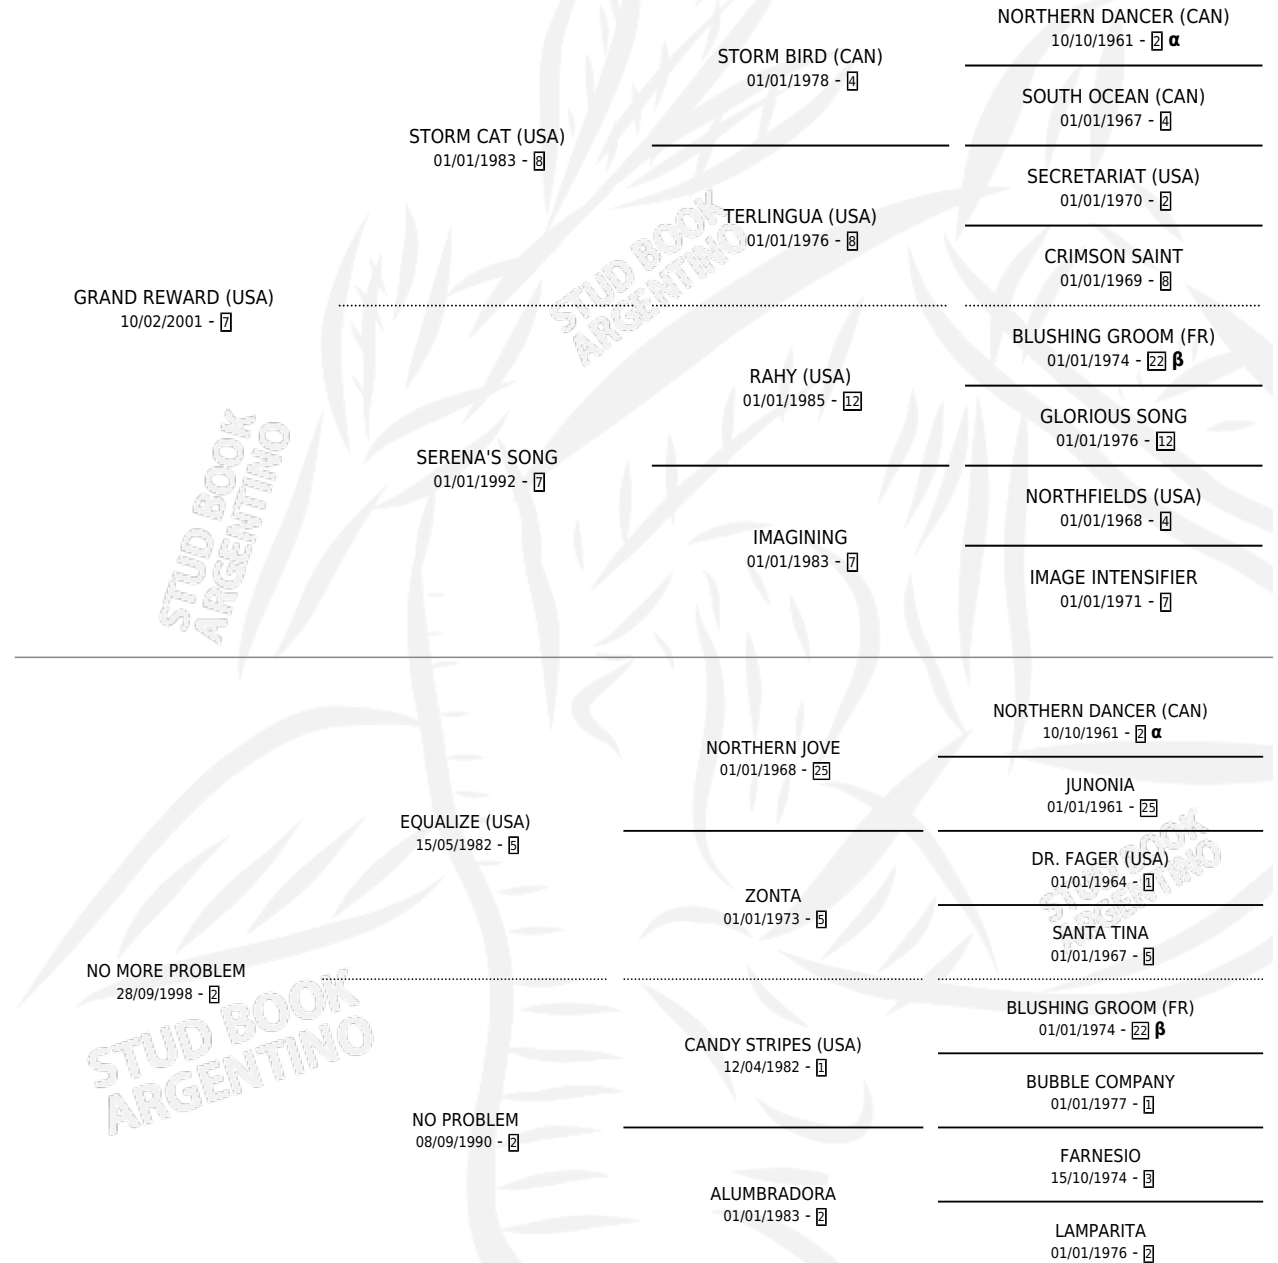 NORTHERN DANCER (CAN)
10/10/1961 - 2 α
STORM BIRD (CAN)
01/01/1978 - 4
SOUTH OCEAN (CAN)
01/01/1967 - 4
STORM CAT (USA)
01/01/1983 - 8
SECRETARIAT (USA)
01/01/1970 - 2
TERLINGUA (USA)
01/01/1976 - 8
CRIMSON SAINT
01/01/1969 - 8
GRAND REWARD (USA)
10/02/2001 - 7
BLUSHING GROOM (FR)
01/01/1974 - 22 β
RAHY (USA)
01/01/1985 - 12
GLORIOUS SONG
01/01/1976 - 12
SERENA'S SONG
01/01/1992 - 7
NORTHFIELDS (USA)
01/01/1968 - 4
IMAGINING
01/01/1983 - 7
IMAGE INTENSIFIER
01/01/1971 - 7
NORTHERN DANCER (CAN)
10/10/1961 - 2 α
NORTHERN JOVE
01/01/1968 - 25
JUNONIA
01/01/1961 - 25
EQUALIZE (USA)
15/05/1982 - 5
DR. FAGER (USA)
01/01/1964 - 1
ZONTA
01/01/1973 - 5
SANTA TINA
01/01/1967 - 5
NO MORE PROBLEM
28/09/1998 - 2
BLUSHING GROOM (FR)
01/01/1974 - 22 β
CANDY STRIPES (USA)
12/04/1982 - 1
BUBBLE COMPANY
01/01/1977 - 1
NO PROBLEM
08/09/1990 - 2
FARNESIO
15/10/1974 - 3
ALUMBRADORA
01/01/1983 - 2
LAMPARITA
01/01/1976 - 2
STUD BOOK
ARGENTINO
STUD BOOK
ARGENTINO
STUD BOOK
ARGENTINO
STUD BOOK
ARGENTINO